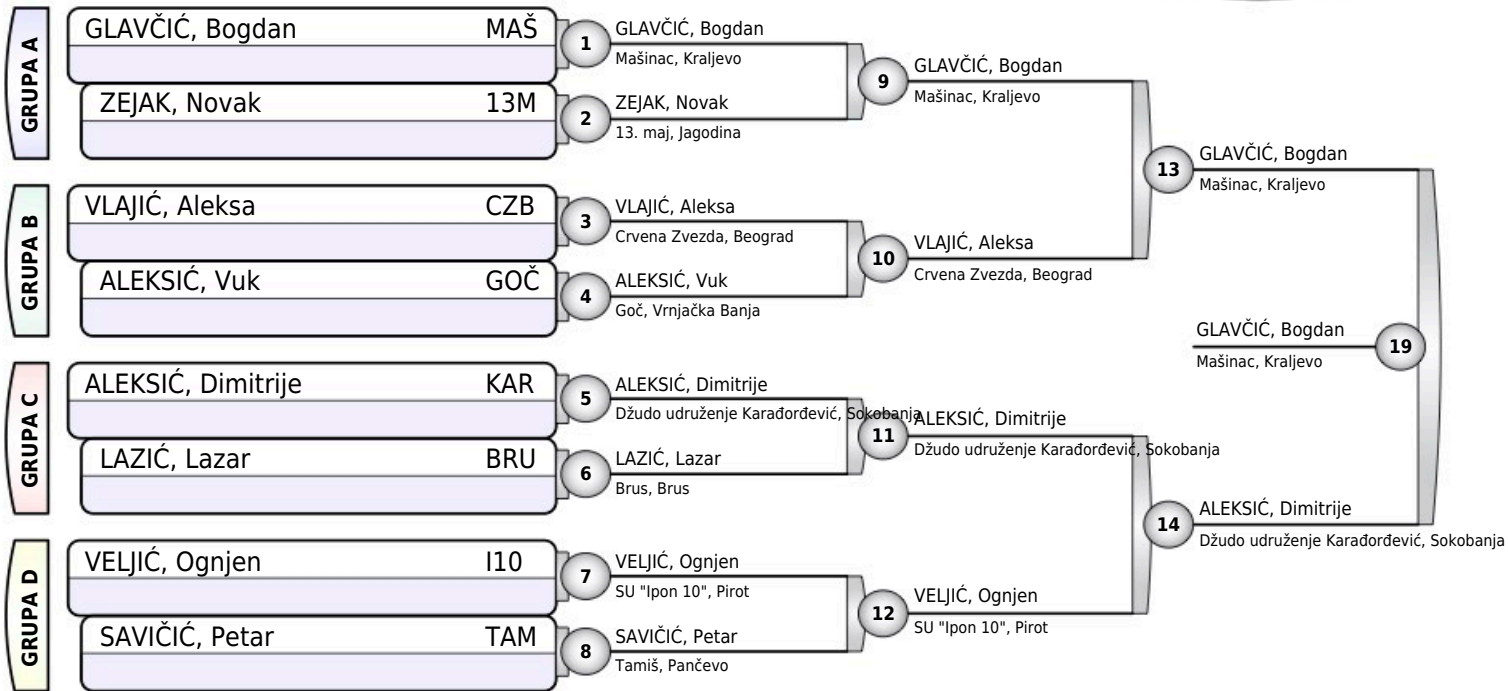 GRUPA A
GLAVČIĆ, Bogdan MAŠ
ZEJAK, Novak 13M
GRUPA B
VLAJIĆ, Aleksa CZB
ALEKSIĆ, Vuk GOČ
GRUPA C
ALEKSIĆ, Dimitrije KAR
LAZIĆ, Lazar BRU
GRUPA D
VELJIĆ, Ognjen I10
SAVIČIĆ, Petar TAM
1
GLAVČIĆ, Bogdan
Mašinac, Kraljevo
2
ZEJAK, Novak
13. maj, Jagodina
3
VLAJIĆ, Aleksa
Crvena Zvezda, Beograd
4
ALEKSIĆ, Vuk
Goč, Vrnjačka Banja
5
ALEKSIĆ, Dimitrije
Džudo udruženje Karađorđević, Sokobanja
6
LAZIĆ, Lazar
Brus, Brus
7
VELJIĆ, Ognjen
SU "Ipon 10", Pirot
8
SAVIČIĆ, Petar
Tamiš, Pančevo
9
GLAVČIĆ, Bogdan
Mašinac, Kraljevo
10
VLAJIĆ, Aleksa
Crvena Zvezda, Beograd
11
ALEKSIĆ, Dimitrije
Džudo udruženje Karađorđević, Sokobanja
12
VELJIĆ, Ognjen
SU "Ipon 10", Pirot
13
GLAVČIĆ, Bogdan
Mašinac, Kraljevo
14
ALEKSIĆ, Dimitrije
Džudo udruženje Karađorđević, Sokobanja
GLAVČIĆ, Bogdan
Mašinac, Kraljevo
19